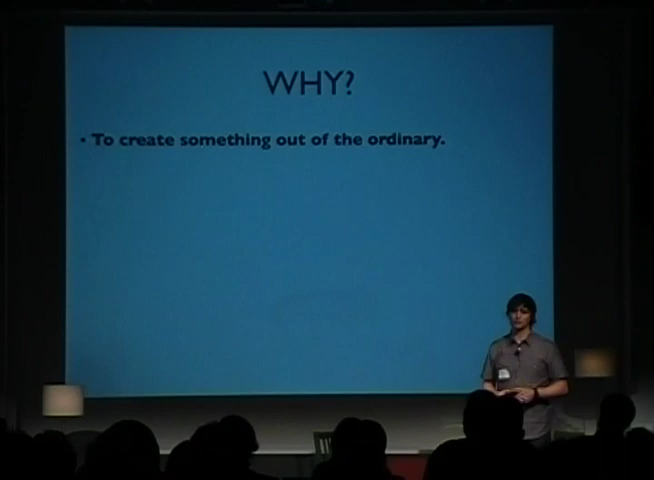 WHY?
• To create something out of the ordinary.